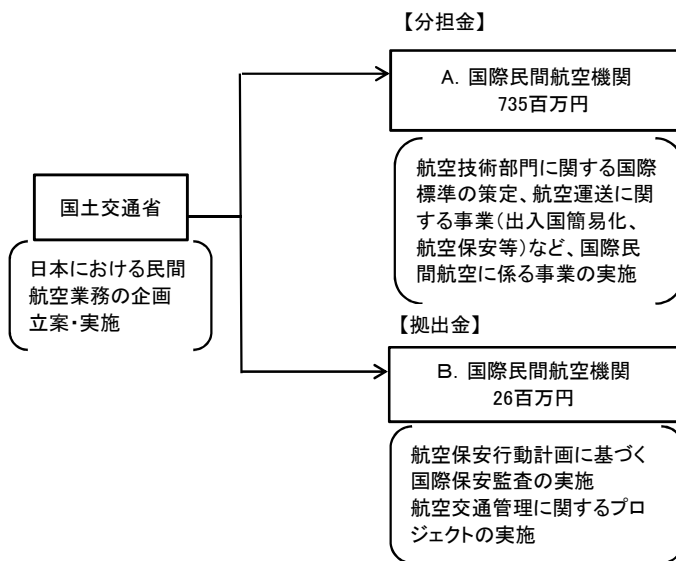 【分担金】
A. 国際民間航空機関
735百万円
航空技術部門に関する国際
標準の策定、航空運送に関
する事業(出入国簡易化、
航空保安等)など、国際民
間航空に係る事業の実施
国土交通省
日本における民間
航空業務の企画
立案・実施
【拠出金】
B. 国際民間航空機関
26百万円
航空保安行動計画に基づく
国際保安監査の実施
航空交通管理に関するプロ
ジェクトの実施